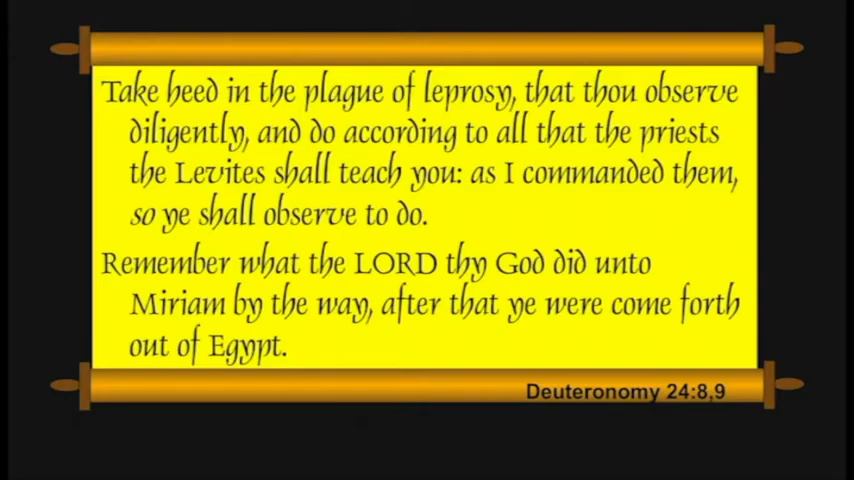 Take heed in the plague of leprosy, that thou observe
diligently, and do according to all that the priests
the Levites shall teach you: as I commanded them,
so ye shall observe to do.
Remember what the LORD thy God did unto
Miriam by the way, after that ye were come forth
out of Egypt.
Deuteronomy 24:8,9